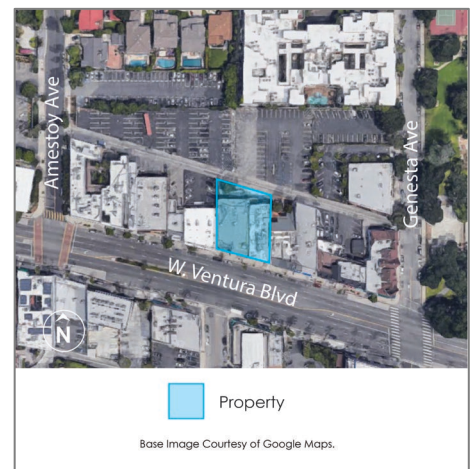 Amestoy Ave
Genesta Ave
W. Ventura Blvd
N
Property
Base Image Courtesy of Google Maps.